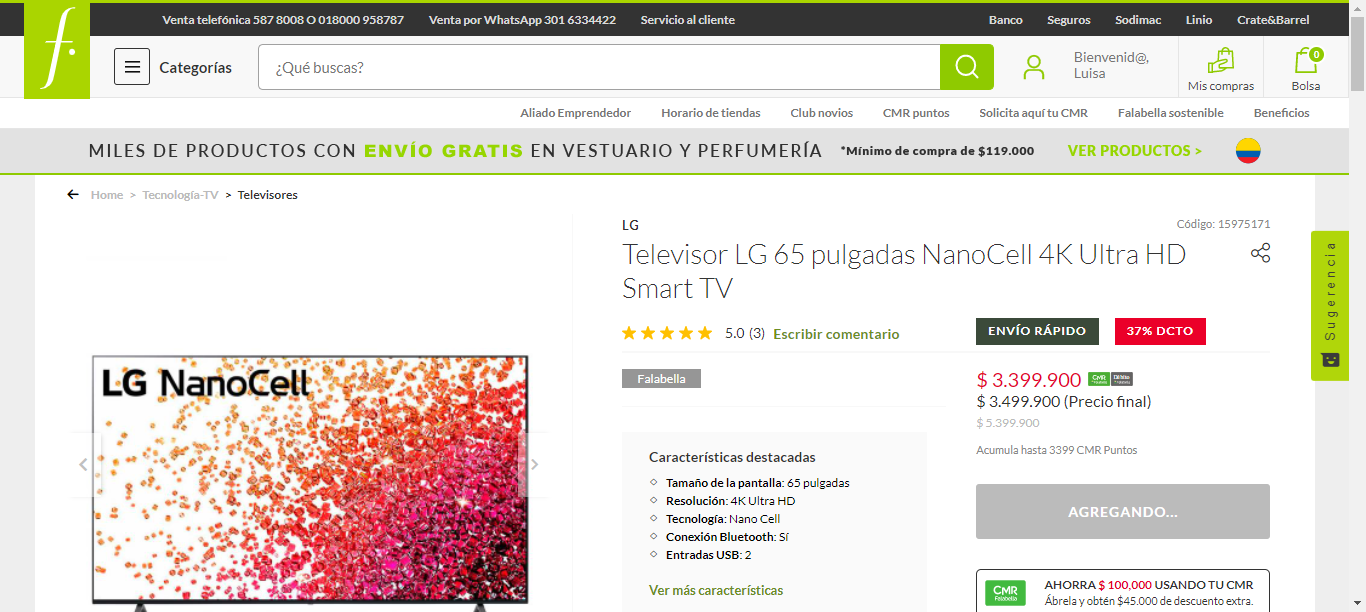 Venta telefónica 587 8008 O 018000 958787 Venta por WhatsApp 301 6334422 Servicio al cliente Banco Seguros Sodimac Linio Crate&Barrel
f.
Categorías
¿Qué buscas?
Bienvenid@,
Luisa
Mis compras
0
Bolsa
Aliado Emprendedor Horario de tiendas Club novios CMR puntos Solicita aquí tu CMR Falabella sostenible Beneficios
MILES DE PRODUCTOS CON ENVÍO GRATIS EN VESTUARIO Y PERFUMERÍA *Mínimo de compra de $119.000 VER PRODUCTOS >
Home > Tecnología-TV > Televisores
LG NanoCell
LG
Código: 15975171
Televisor LG 65 pulgadas NanoCell 4K Ultra HD
Smart TV
5.0 (3) Escribir comentario
Falabella
Características destacadas
Tamaño de la pantalla: 65 pulgadas
Resolución: 4K Ultra HD
Tecnología: Nano Cell
Conexión Bluetooth: Sí
Entradas USB: 2
Ver más características
ENVÍO RÁPIDO 37% DCTO
$ 3.399.900 CMR
$ 3.499.900 (Precio final)
$ 5.399.900
Acumula hasta 3399 CMR Puntos
AGREGANDO...
CMR
Falabella
AHORRA $ 100,000 USANDO TU CMR
Ábrela y obtén $45.000 de descuento extra.
Sugerencia